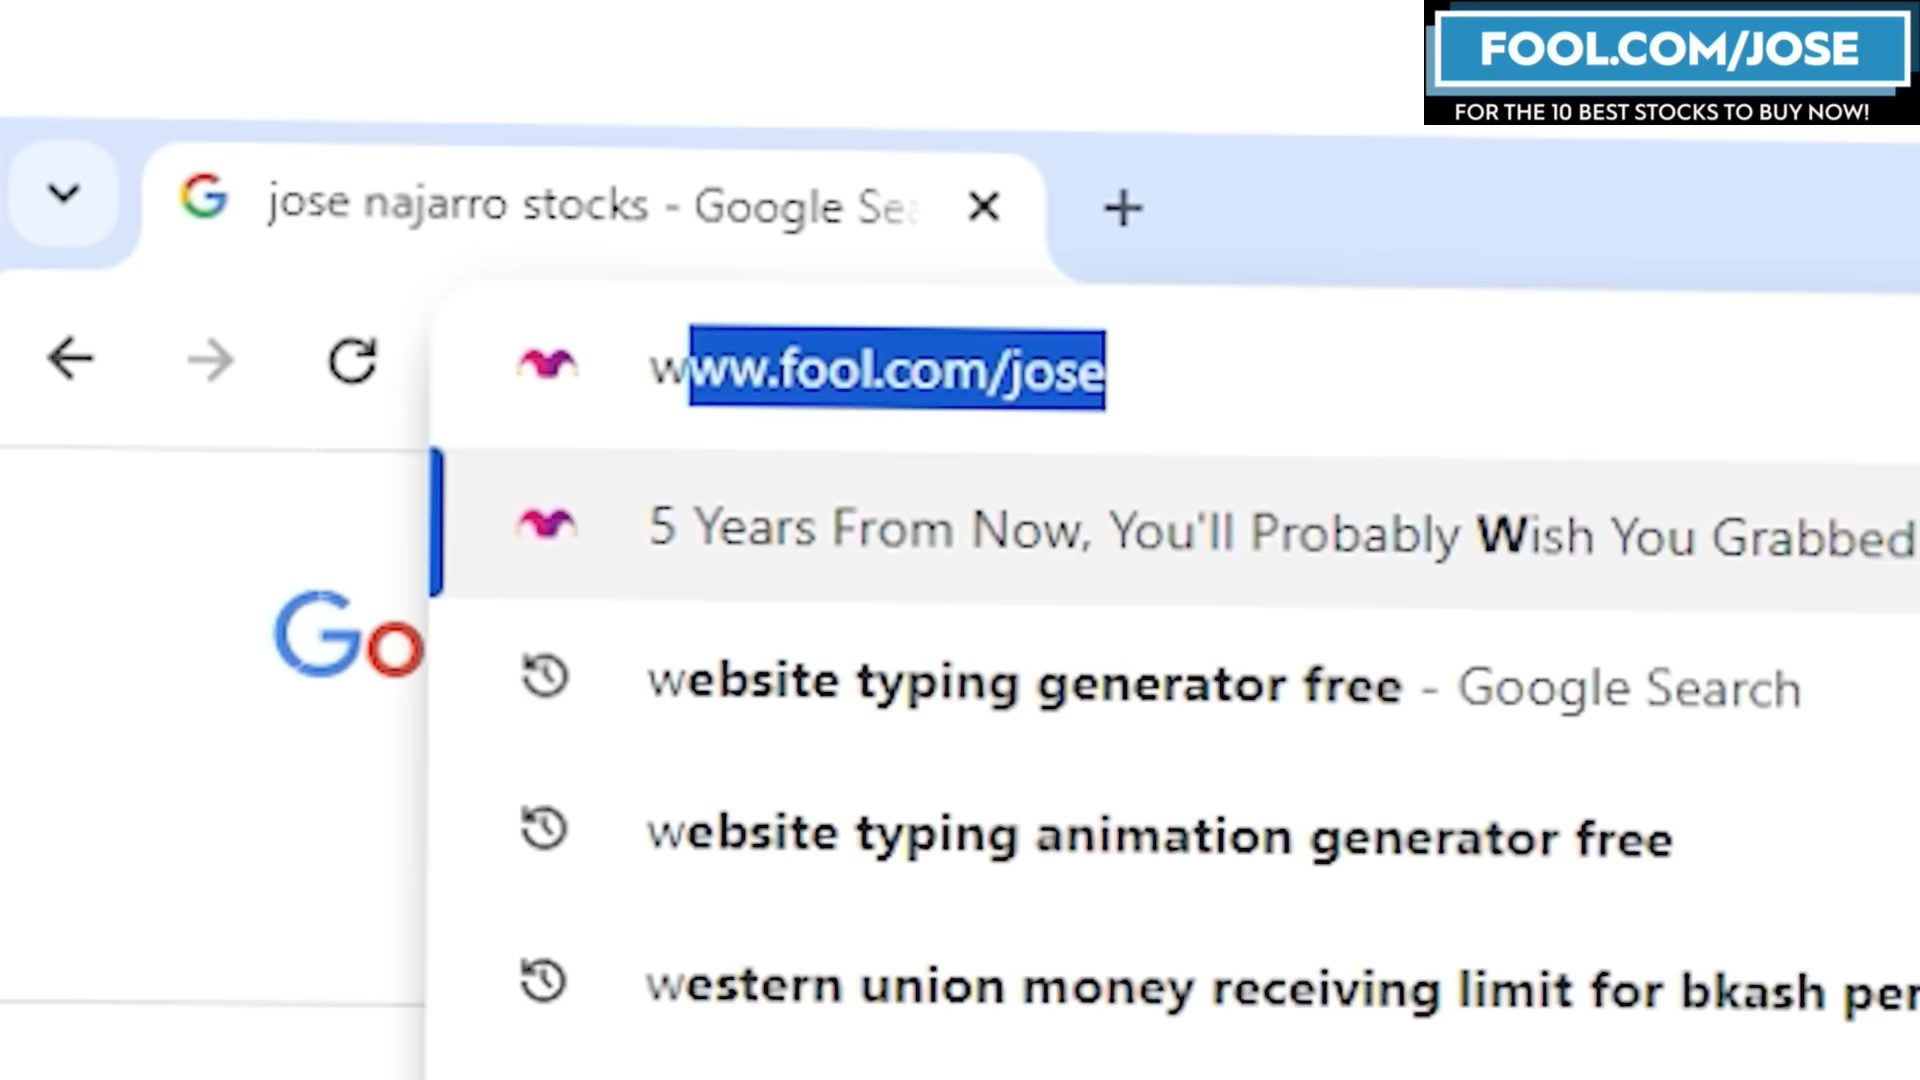 FOOL.COM/JOSE
FOR THE 10 BEST STOCKS TO BUY NOW!
jose najarro stocks - Google Sea
www.fool.com/jose
5 Years From Now, You'll Probably Wish You Grabbed
Go
website typing generator free - Google Search
website typing animation generator free
western union money receiving limit for bkash per